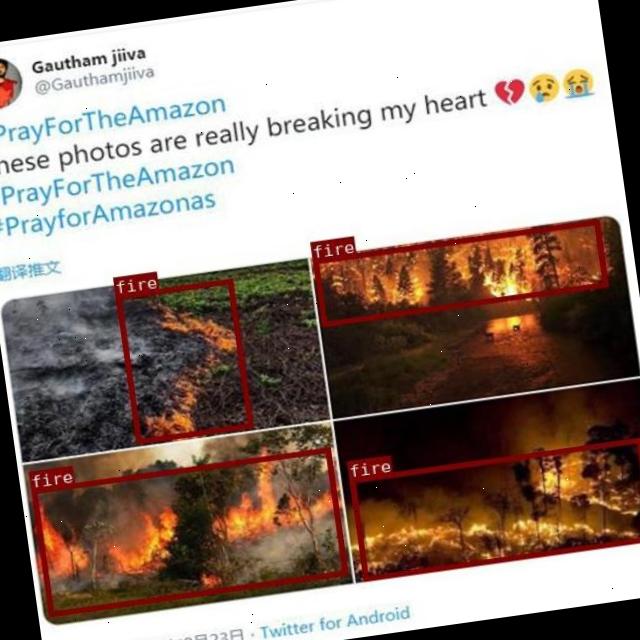 Gautham jiiva
@Gauthamjiiva
PrayForTheAmazon
hese photos are really breaking my heart 💔😢😭
#PrayForTheAmazon
#PrayforAmazonas
翻译推文
fire
fire
fire
fire
月23日 · Twitter for Android